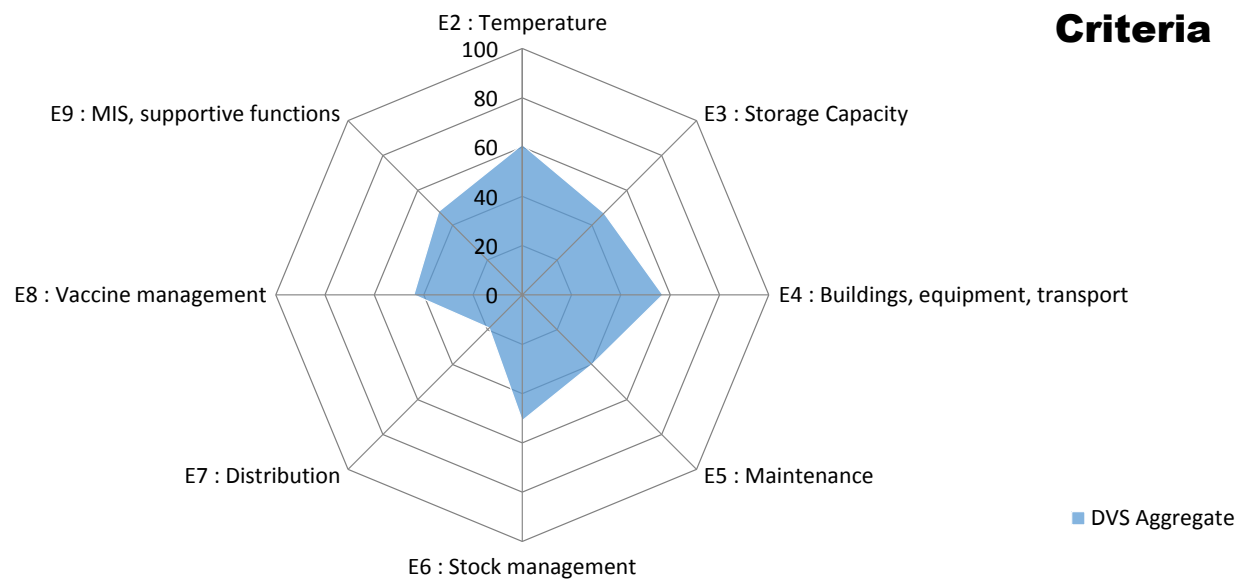 Criteria
E2 : Temperature
100
80
60
40
20
0
E3 : Storage Capacity
E4 : Buildings, equipment, transport
E5 : Maintenance
E6 : Stock management
E7 : Distribution
E8 : Vaccine management
E9 : MIS, supportive functions
DVS Aggregate